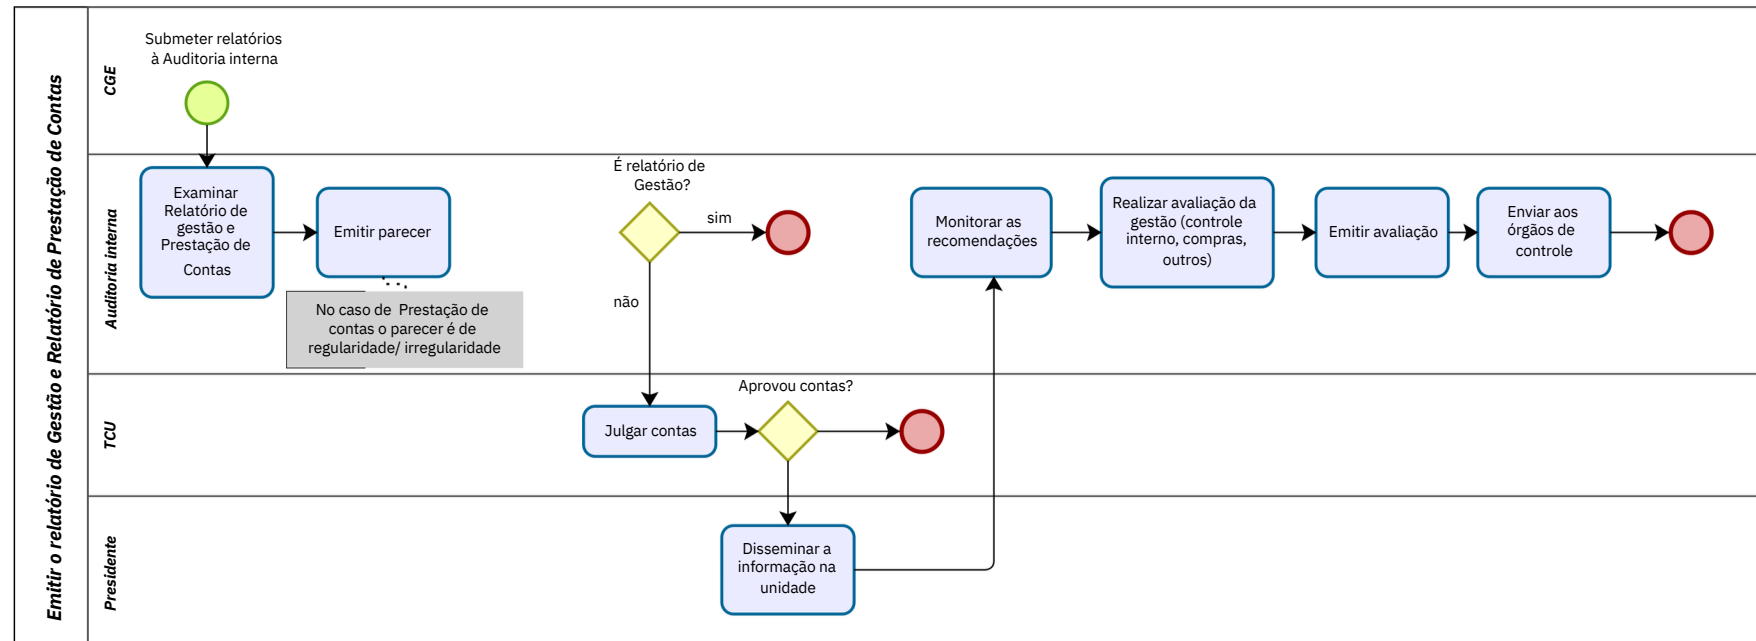 Emitir o relatório de Gestão e Relatório de Prestação de Contas
CGE
Submeter relatórios
à Auditoria interna
Auditoria interna
Examinar
Relatório de
gestão e
Prestação de
Contas
Emitir parecer
No caso de Prestação de
contas o parecer é de
regularidade/ irregularidade
É relatório de
Gestão?
sim
não
Monitorar as
recomendações
Realizar avaliação da
gestão (controle
interno, compras,
outros)
Emitir avaliação
Enviar aos
órgãos de
controle
TCU
Julgar contas
Aprovou contas?
Presidente
Disseminar a
informação na
unidade